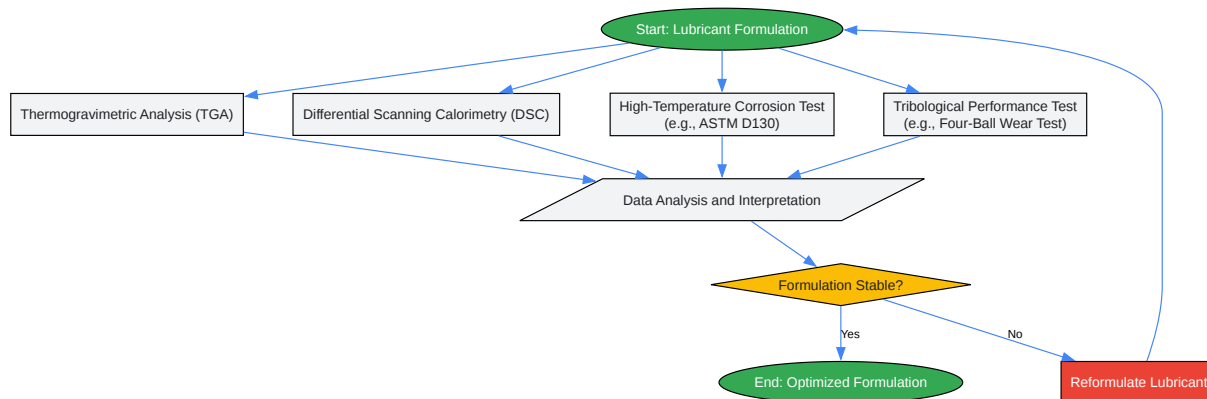 Start: Lubricant Formulation
Thermogravimetric Analysis (TGA)
Differential Scanning Calorimetry (DSC)
High-Temperature Corrosion Test
(e.g., ASTM D130)
Tribological Performance Test
(e.g., Four-Ball Wear Test)
Data Analysis and Interpretation
Formulation Stable?
Yes
No
End: Optimized Formulation
Reformulate Lubricant